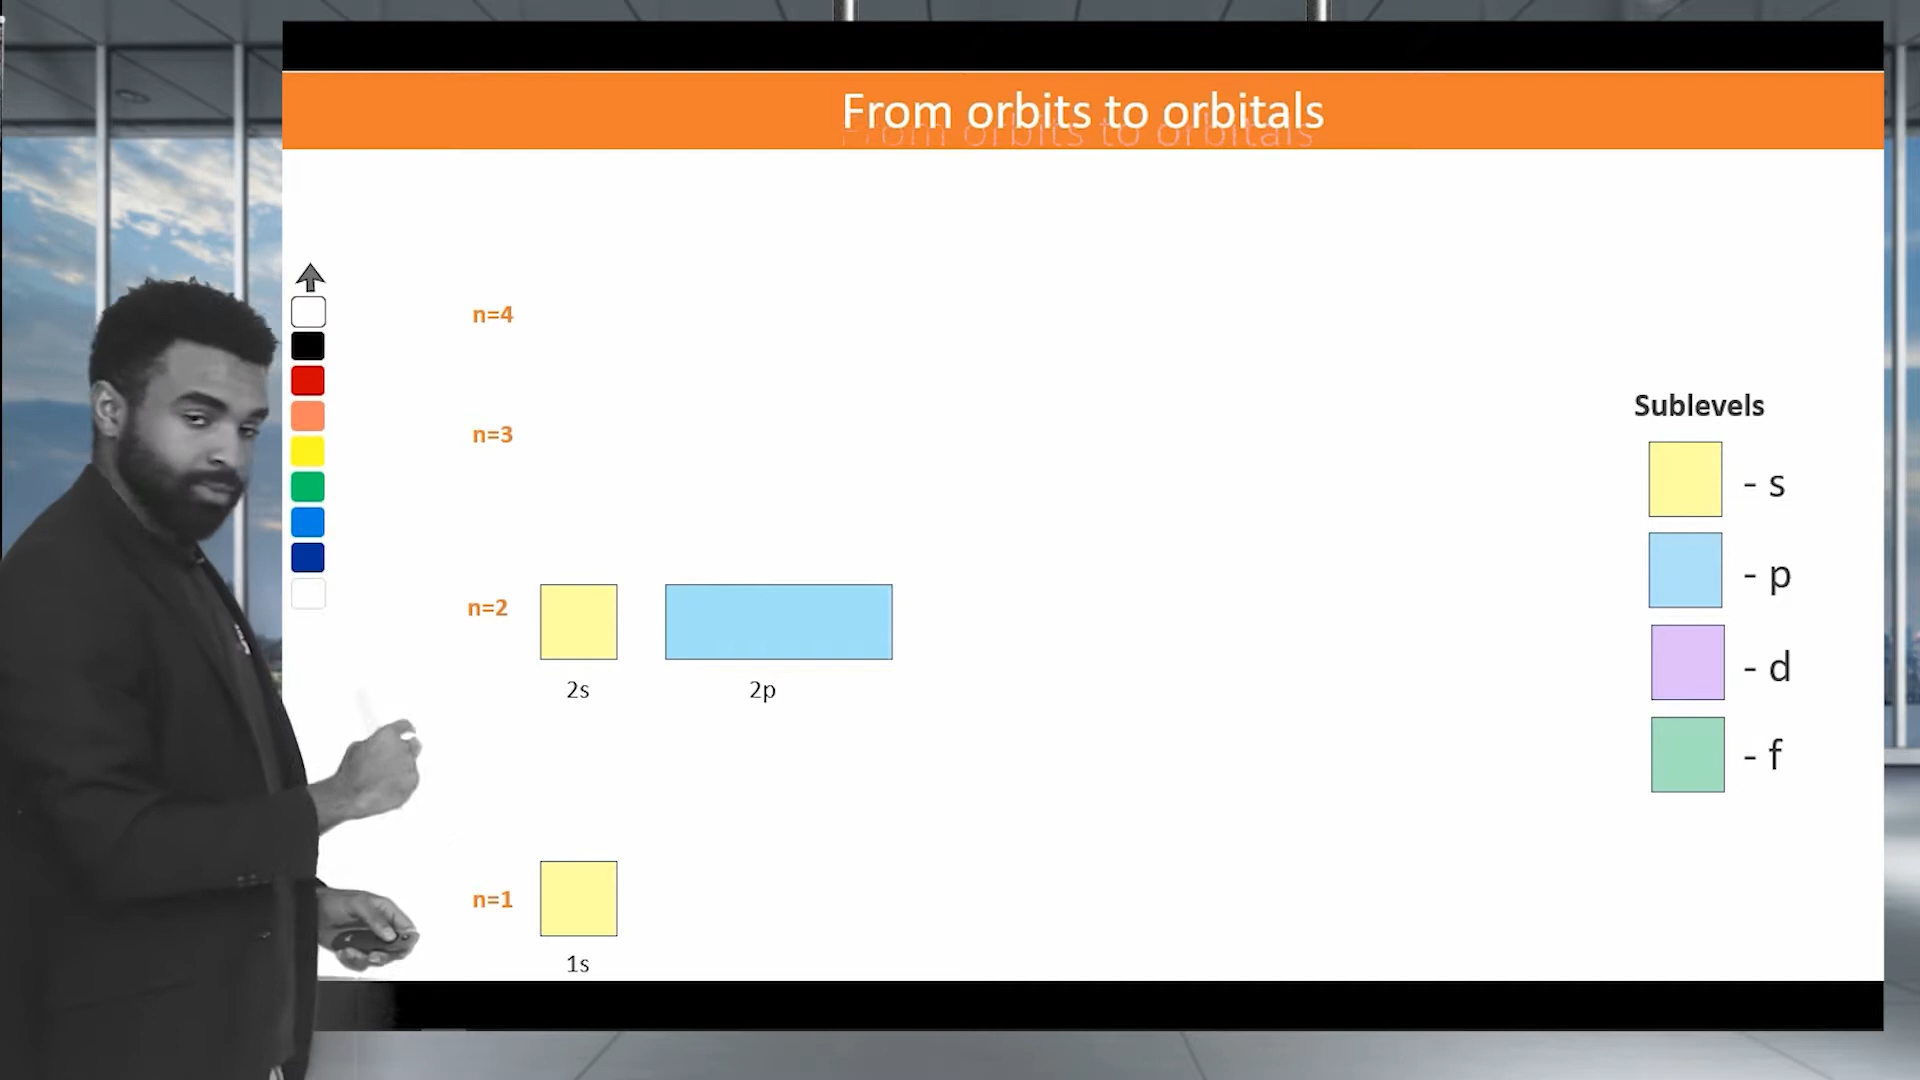 From orbits to orbitals
n=4
n=3
n=2
2s
2p
n=1
1s
Sublevels
- s
- p
- d
- f